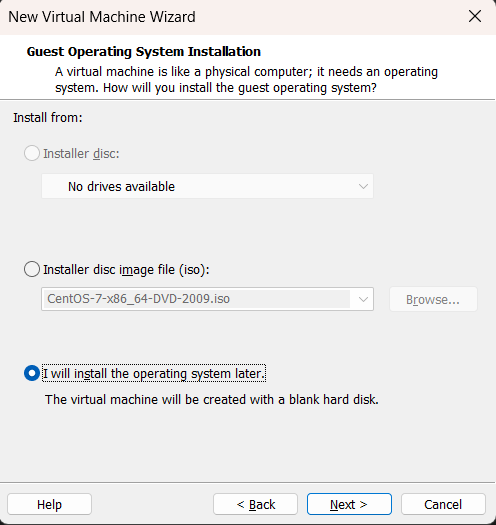 New Virtual Machine Wizard
Guest Operating System Installation
A virtual machine is like a physical computer; it needs an operating
system. How will you install the guest operating system?
Install from:
Installer disc:
No drives available
Installer disc image file (iso):
CentOS-7-x86_64-DVD-2009.iso
Browse...
I will install the operating system later.
The virtual machine will be created with a blank hard disk.
Help
< Back
Next >
Cancel